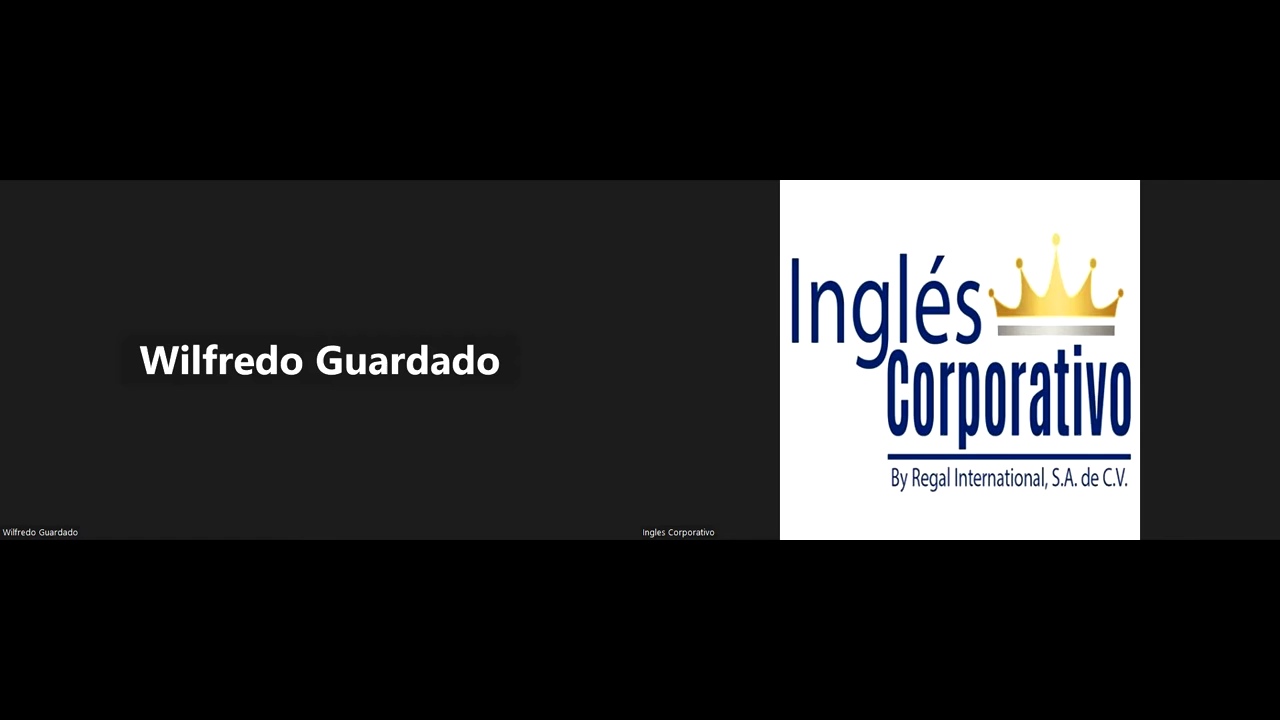 Wilfredo Guardado
Wilfredo Guardado
Inglés
Corporativo
By Regal International, S.A. de C.V.
Ingles Corporativo